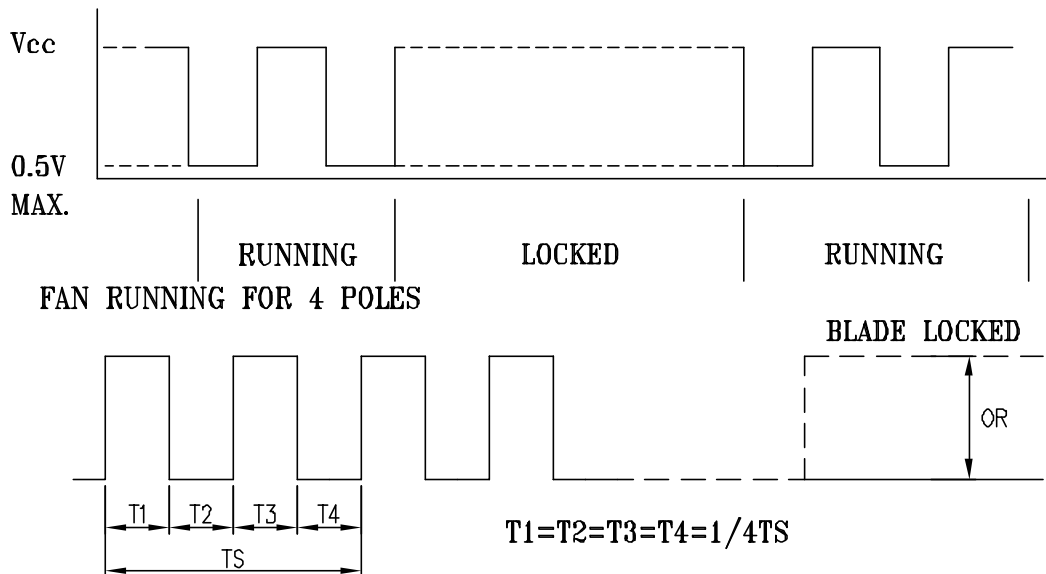 Vcc
0.5V
MAX.
RUNNING LOCKED RUNNING
FAN RUNNING FOR 4 POLES
BLADE LOCKED
OR
T1 T2 T3 T4
T1=T2=T3=T4=1/4TS
TS